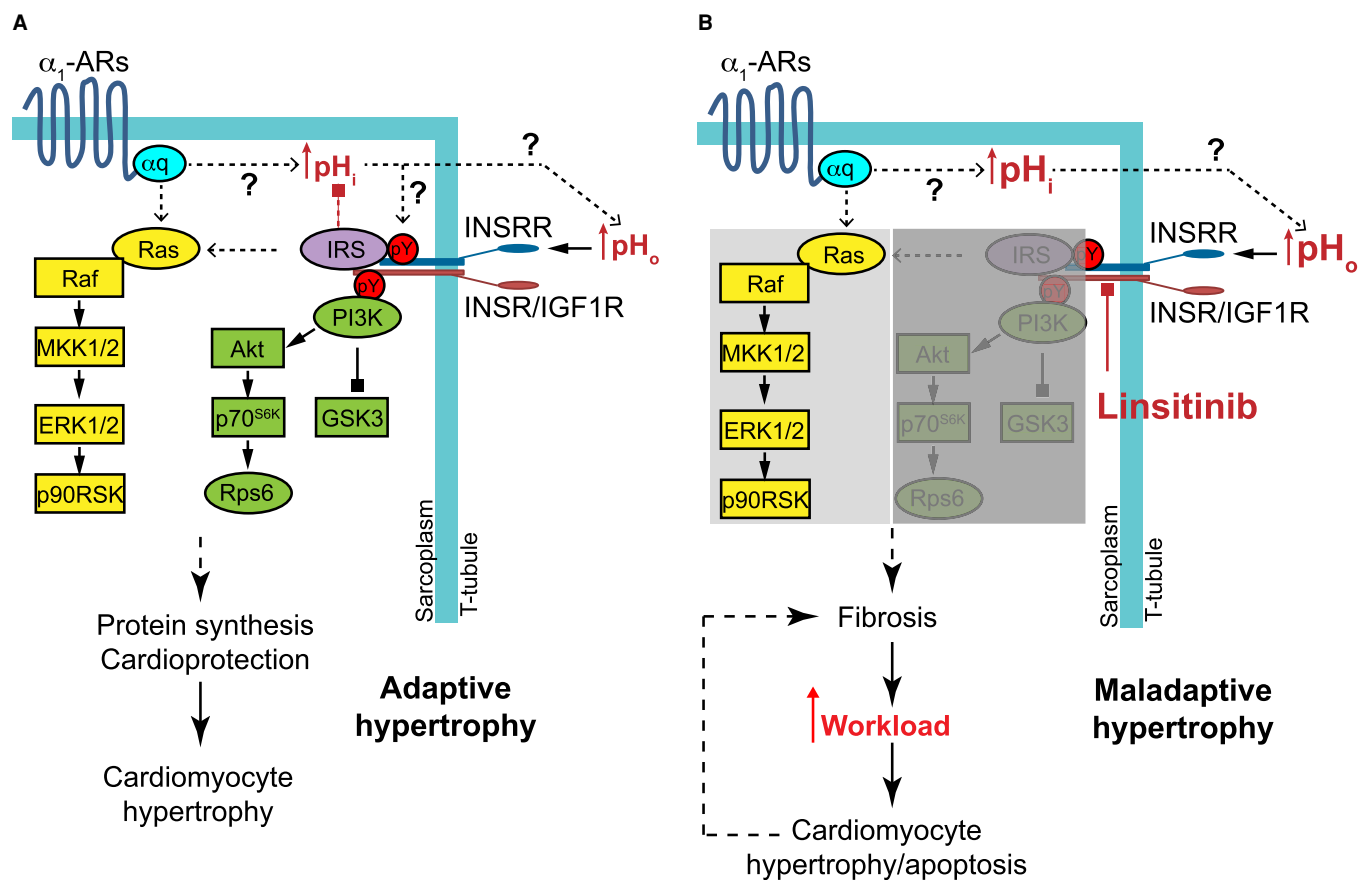 A
α1-ARs
αq
?
pHi
?
?
pHo
Ras
IRS
pY
INSRR
pY
INSR/IGF1R
Raf
PI3K
MKK1/2
Akt
ERK1/2
p70S6K
GSK3
p90RSK
Rps6
Sarcoplasm
T-tubule
Protein synthesis
Cardioprotection
Adaptive
hypertrophy
Cardiomyocyte
hypertrophy
B
α1-ARs
αq
?
pHi
?
pHo
Ras
IRS
pY
INSRR
pY
INSR/IGF1R
Raf
PI3K
MKK1/2
Akt
Linsitinib
ERK1/2
p70S6K
GSK3
p90RSK
Rps6
Sarcoplasm
T-tubule
Fibrosis
Workload
Maladaptive
hypertrophy
Cardiomyocyte
hypertrophy/apoptosis